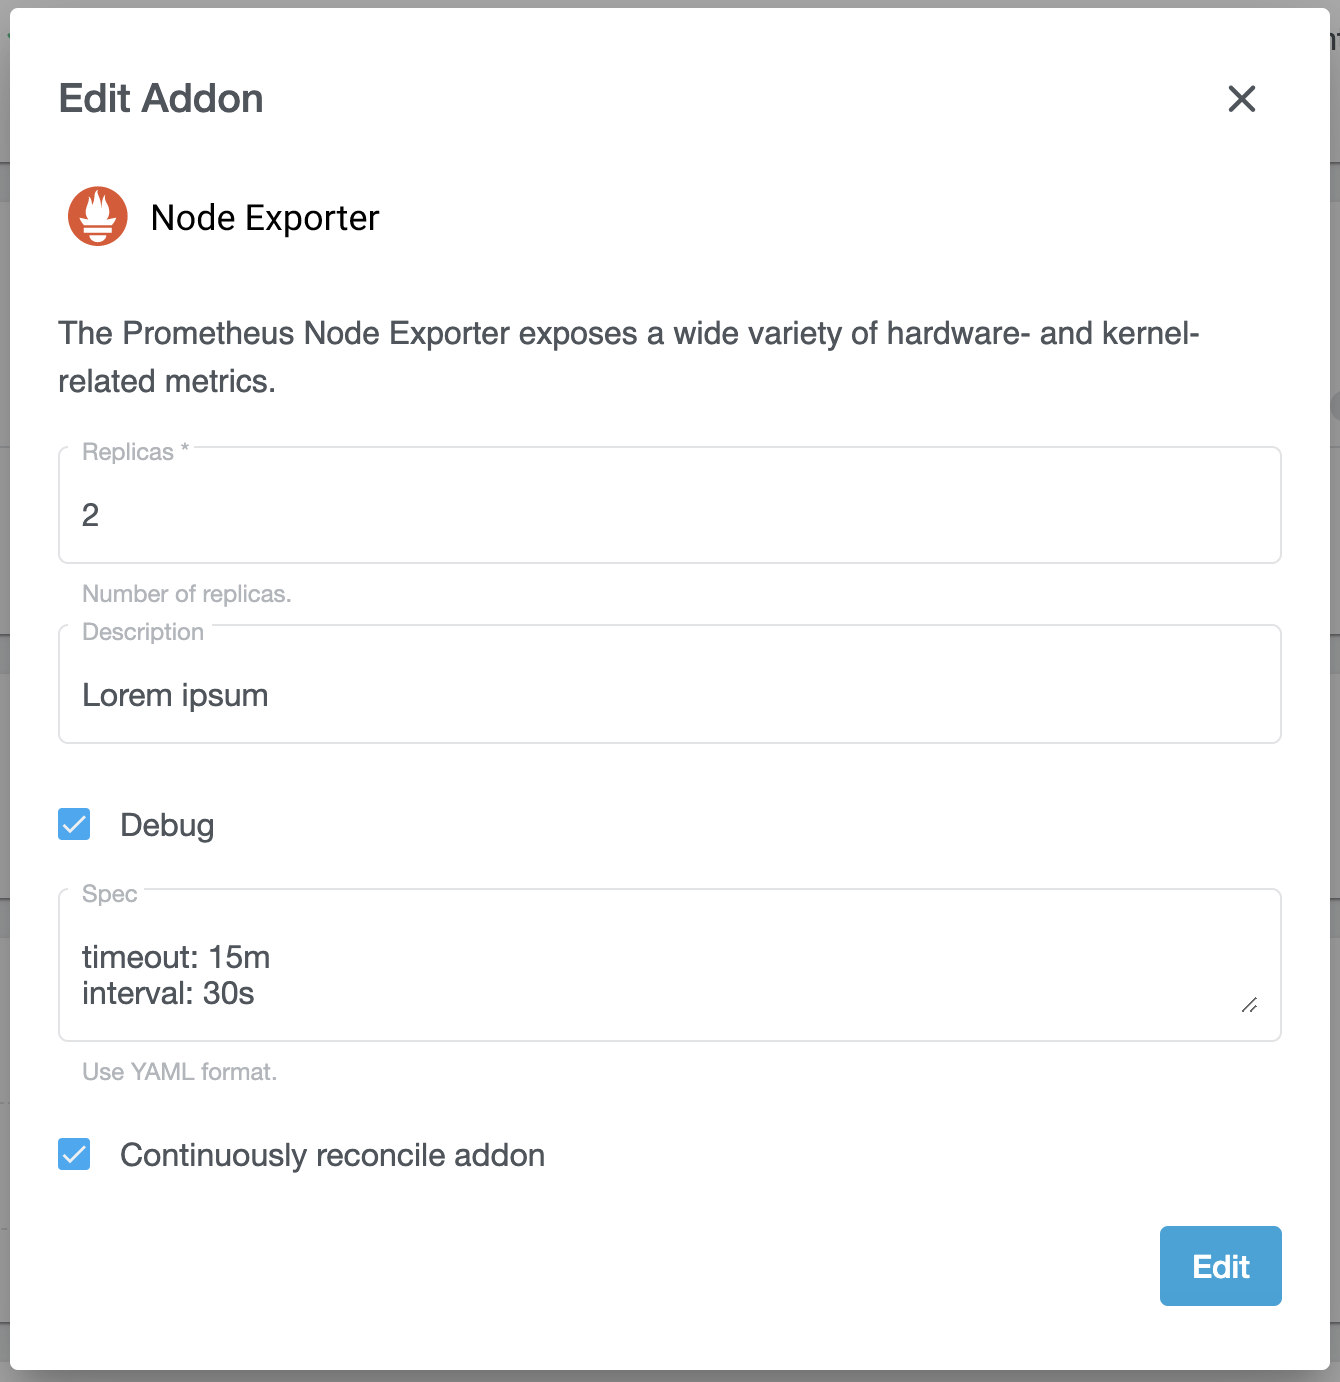 Edit Addon
Node Exporter
The Prometheus Node Exporter exposes a wide variety of hardware- and kernel-
related metrics.
Replicas *
2
Number of replicas.
Description
Lorem ipsum
Debug
Spec
timeout: 15m
interval: 30s
Use YAML format.
Continuously reconcile addon
Edit